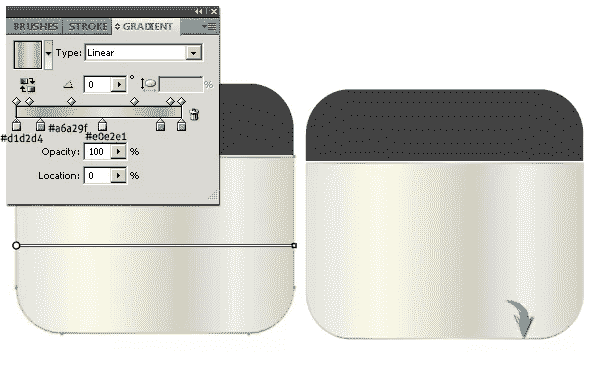 BRUSHES STROKE GRADIENT
Type: Linear
0 ° %
#d1d2d4 #a6a29f #e0e2e1
Opacity: 100 %
Location: 0 %